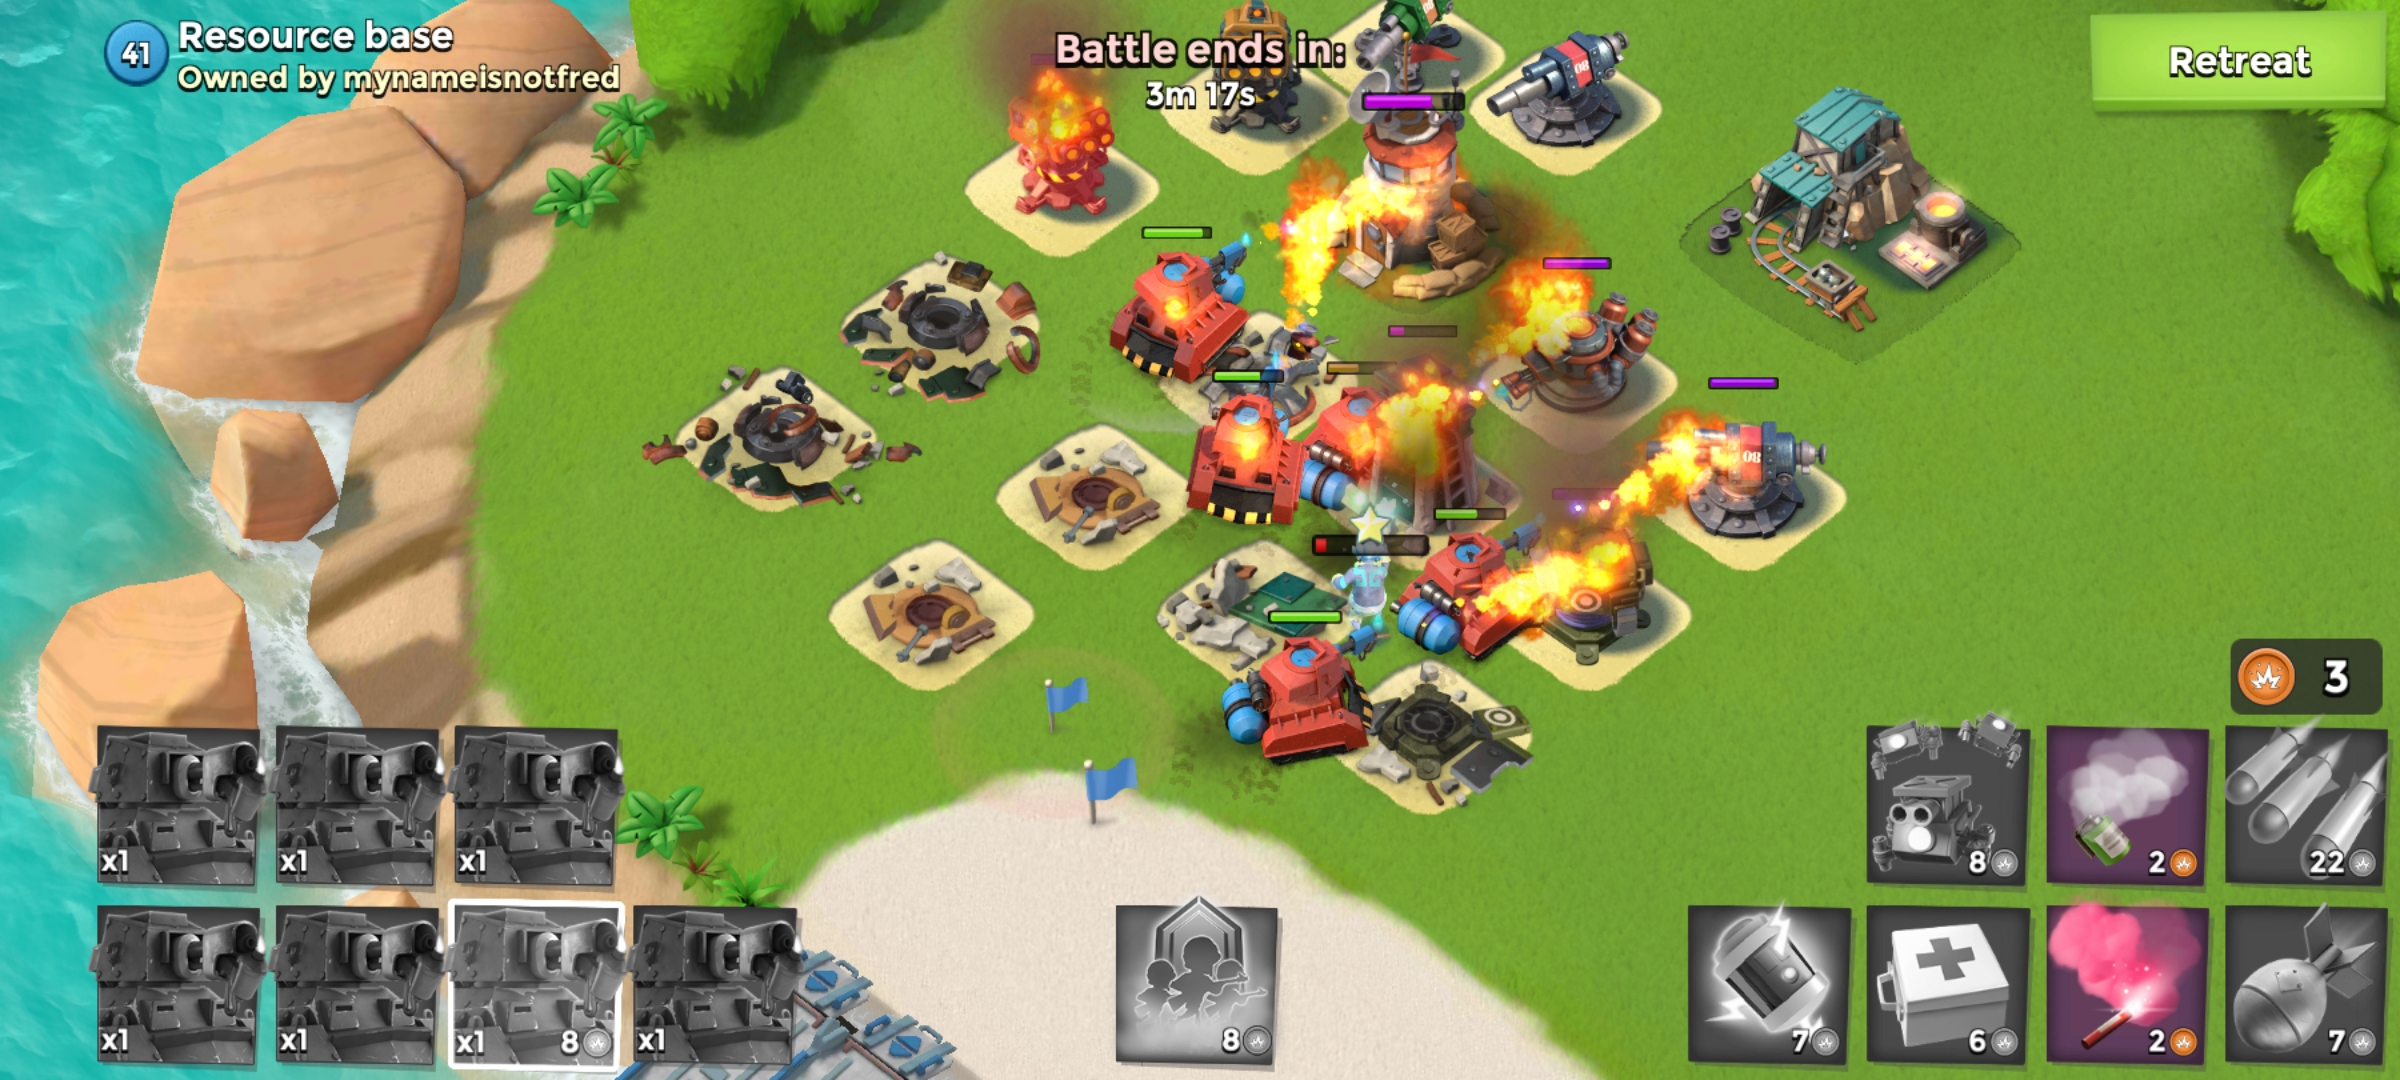 41
Resource base
Owned by mynameisnotfred
Battle ends in:
3m 17s
Retreat
08
08
08
3
x1
x1
x1
8
2
22
x1
x1
x1
8
x1
8
7
6
2
7